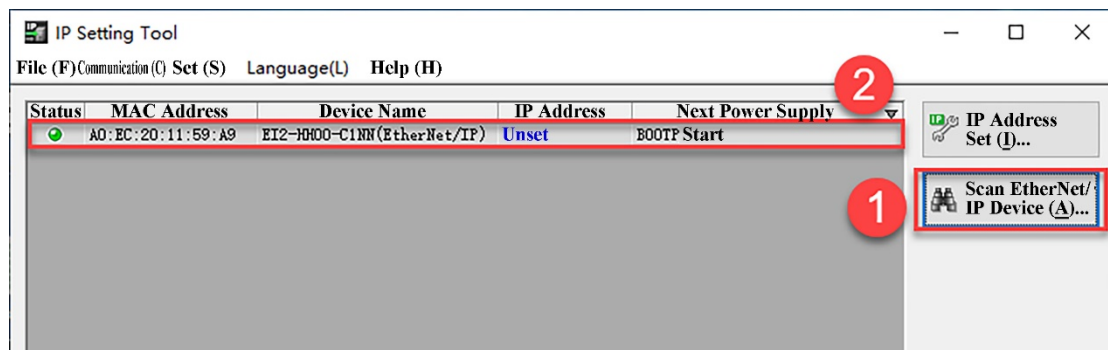 IP Setting Tool
File (F) Communication (C) Set (S) Language(L) Help (H)
2
Status MAC Address Device Name IP Address Next Power Supply
A0:EC:20:11:59:A9 EI2-HH00-C1NN(EtherNet/IP) Unset BOOTP Start
IP Address
Set (I)...
1
Scan EtherNet/
IP Device (A)...